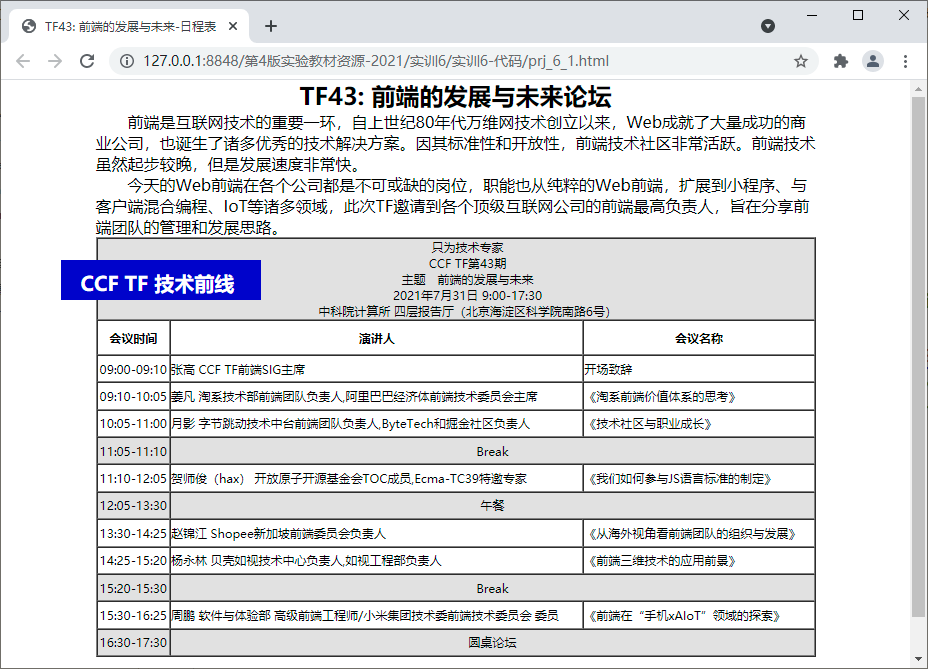 TF43: 前端的发展与未来-日程表
127.0.0.1:8848/第4版实验教材资源-2021/实训6/实训6-代码/prj_6_1.html
TF43: 前端的发展与未来论坛
前端是互联网技术的重要一环，自上世纪80年代万维网技术创立以来，Web成就了大量成功的商
业公司，也诞生了诸多优秀的技术解决方案。因其标准性和开放性，前端技术社区非常活跃。前端技术
虽然起步较晚，但是发展速度非常快。
今天的Web前端在各个公司都是不可或缺的岗位，职能也从纯粹的Web前端，扩展到小程序、与
客户端混合编程、IoT等诸多领域，此次TF邀请到各个顶级互联网公司的前端最高负责人，旨在分享前
端团队的管理和发展思路。
只为技术专家
CCF TF第43期
CCF TF 技术前线
主题 前端的发展与未来
2021年7月31日 9:00-17:30
中科院计算所 四层报告厅（北京海淀区科学院南路6号）
会议时间 演讲人 会议名称
09:00-09:10 张高 CCF TF前端SIG主席 开场致辞
09:10-10:05 姜凡 淘系技术部前端团队负责人,阿里巴巴经济体前端技术委员会主席 《淘系前端价值体系的思考》
10:05-11:00 月影 字节跳动技术中台前端团队负责人,ByteTech和掘金社区负责人 《技术社区与职业成长》
11:05-11:10 Break
11:10-12:05 贺师俊（hax） 开放原子开源基金会TOC成员,Ecma-TC39特邀专家 《我们如何参与JS语言标准的制定》
12:05-13:30 午餐
13:30-14:25 赵锦江 Shopee新加坡前端委员会负责人 《从海外视角看前端团队的组织与发展》
14:25-15:20 杨永林 贝壳如视技术中心负责人,如视工程部负责人 《前端三维技术的应用前景》
15:20-15:30 Break
15:30-16:25 周鹏 软件与体验部 高级前端工程师/小米集团技术委前端技术委员会 委员 《前端在“手机xAIoT”领域的探索》
16:30-17:30 圆桌论坛